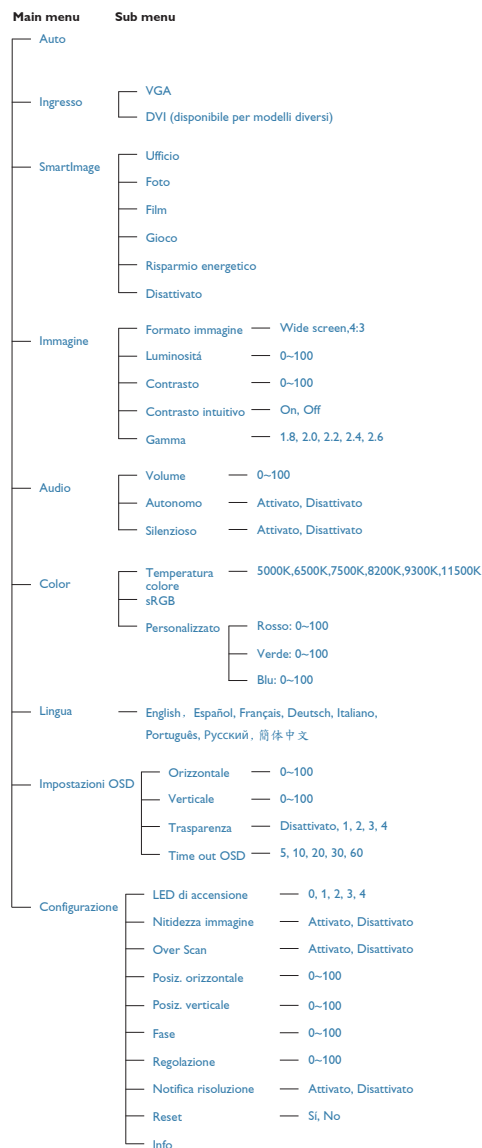 Main menu Sub menu
Auto
Ingresso
VGA
DVI (disponibile per modelli diversi)
SmartImage
Ufficio
Foto
Film
Gioco
Risparmio energetico
Disattivato
Immagine
Formato immagine Wide screen,4:3
Luminositá 0~100
Contrasto 0~100
Contrasto intuitivo On, Off
Gamma 1.8, 2.0, 2.2, 2.4, 2.6
Audio
Volume 0~100
Autonomo Attivato, Disattivato
Silenzioso Attivato, Disattivato
Color
Temperatura 5000K,6500K,7500K,8200K,9300K,11500K
colore
sRGB
Personalizzato
Rosso: 0~100
Verde: 0~100
Blu: 0~100
Lingua
English, Español, Français, Deutsch, Italiano,
Português, Русский, 簡体中文
Impostazioni OSD
Orizzontale 0~100
Verticale 0~100
Trasparenza Disattivato, 1, 2, 3, 4
Time out OSD 5, 10, 20, 30, 60
Configurazione
LED di accensione 0, 1, 2, 3, 4
Nitidezza immagine Attivato, Disattivato
Over Scan Attivato, Disattivato
Posiz. orizzontale 0~100
Posiz. verticale 0~100
Fase 0~100
Regolazione 0~100
Notifica risoluzione Attivato, Disattivato
Reset Sí, No
Info